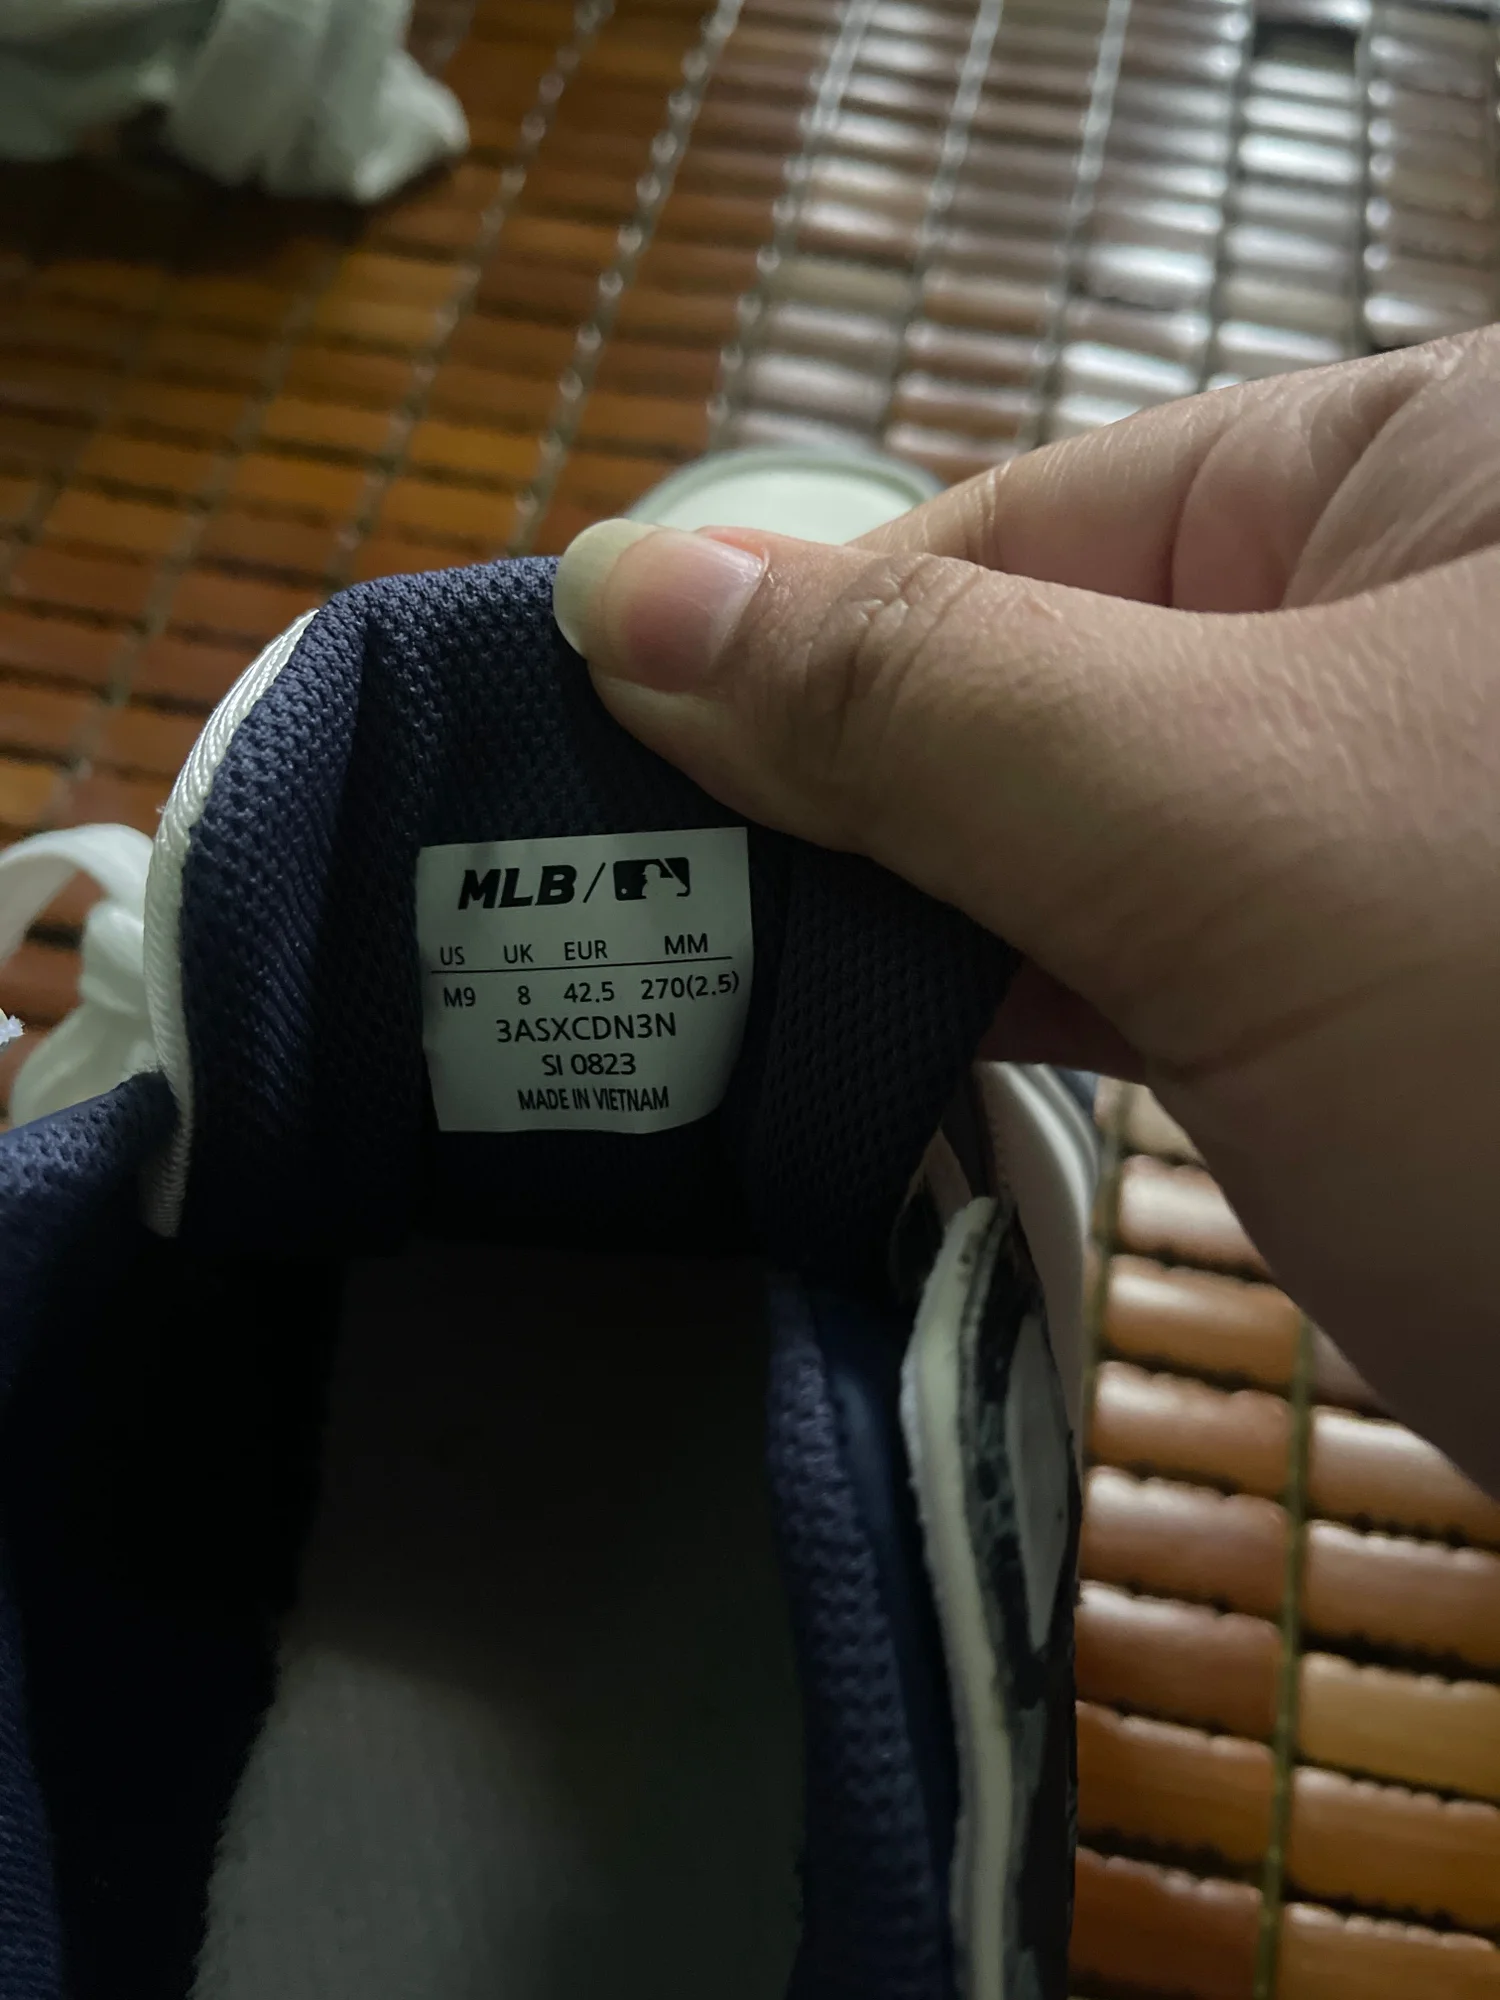 MLB /
US UK EUR MM
M9 8 42.5 270(2.5)
3ASXCDN3N
SI 0823
MADE IN VIETNAM